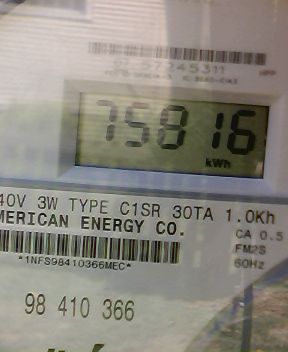 75816
kWh
40V 3W TYPE C1SR 30TA 1.0Kh
MERICAN ENERGY CO.
CA 0.5
FM2S
60Hz
*1NFS98410366MEC*
98 410 366